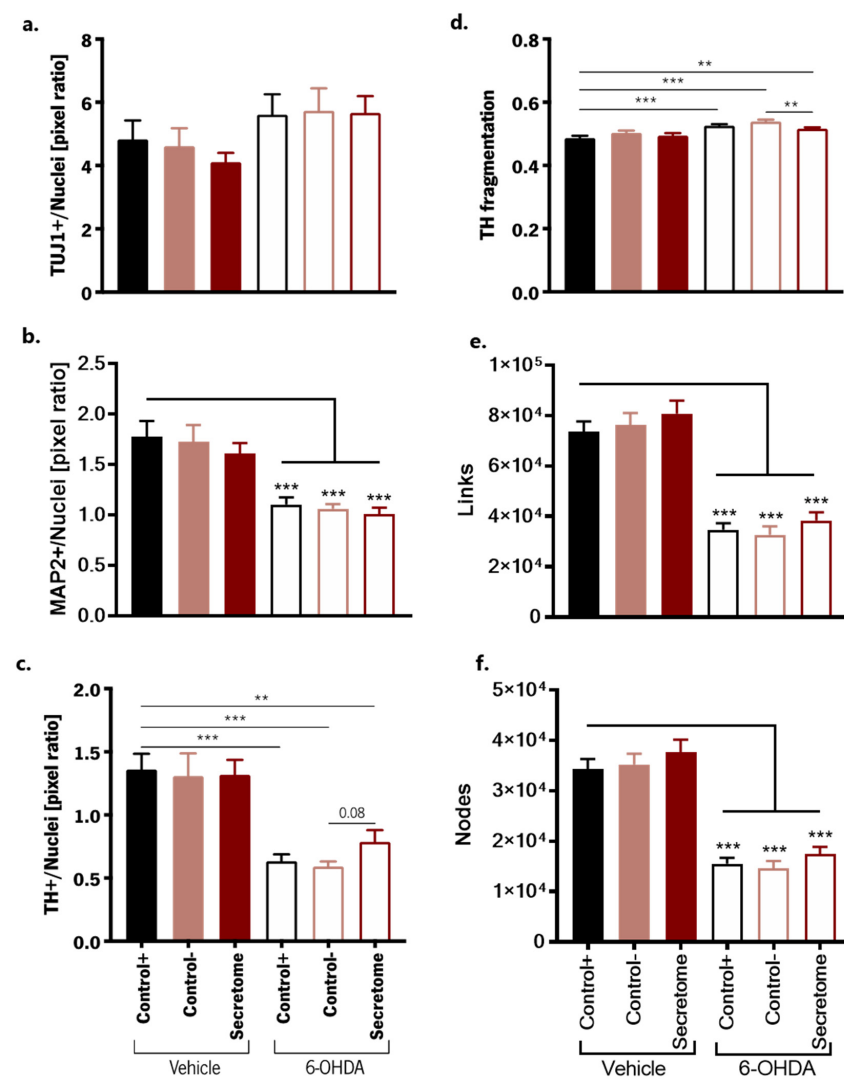 a.
TUJ1+/Nuclei [pixel ratio]
8
6
4
2
0
b.
MAP2+/Nuclei [pixel ratio]
2.5
2.0
1.5
1.0
0.5
0.0
*** *** ***
c.
TH+/Nuclei [pixel ratio]
2.0
1.5
1.0
0.5
0.0
**
***
***
0.08
Control+ Control- Secretome Control+ Control- Secretome
Vehicle 6-OHDA
d.
TH fragmentation
0.8
0.6
0.4
0.2
0.0
**
***
***
**
e.
Links
1×10⁵
8×10⁴
6×10⁴
4×10⁴
2×10⁴
0
*** *** ***
f.
Nodes
5×10⁴
4×10⁴
3×10⁴
2×10⁴
1×10⁴
0
*** *** ***
Control+ Control- Secretome Control+ Control- Secretome
Vehicle 6-OHDA